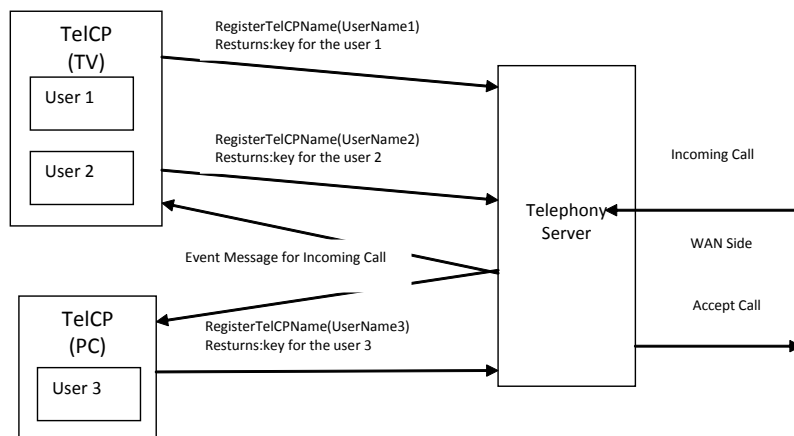 TelCP
(TV)
User 1
User 2
RegisterTelCPName(UserName1)
Resturns:key for the user 1
RegisterTelCPName(UserName2)
Resturns:key for the user 2
Event Message for Incoming Call
TelCP
(PC)
User 3
RegisterTelCPName(UserName3)
Resturns:key for the user 3
Telephony
Server
Incoming Call
WAN Side
Accept Call